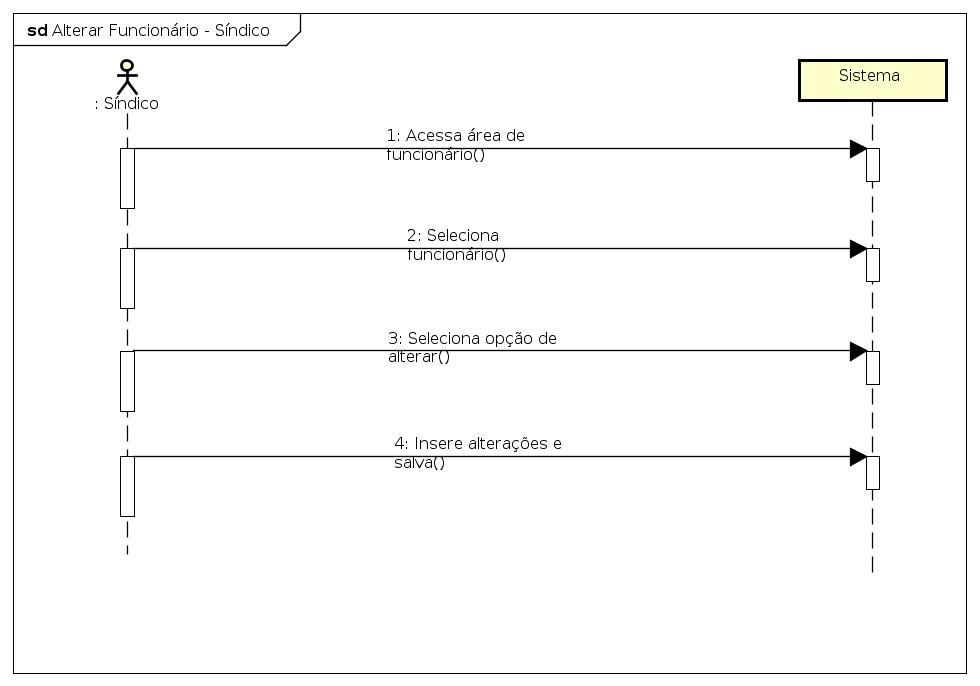 sd Alterar Funcionário - Síndico
: Síndico
Sistema
1: Acessa área de
funcionário()
2: Seleciona
funcionário()
3: Seleciona opção de
alterar()
4: Insere alterações e
salva()